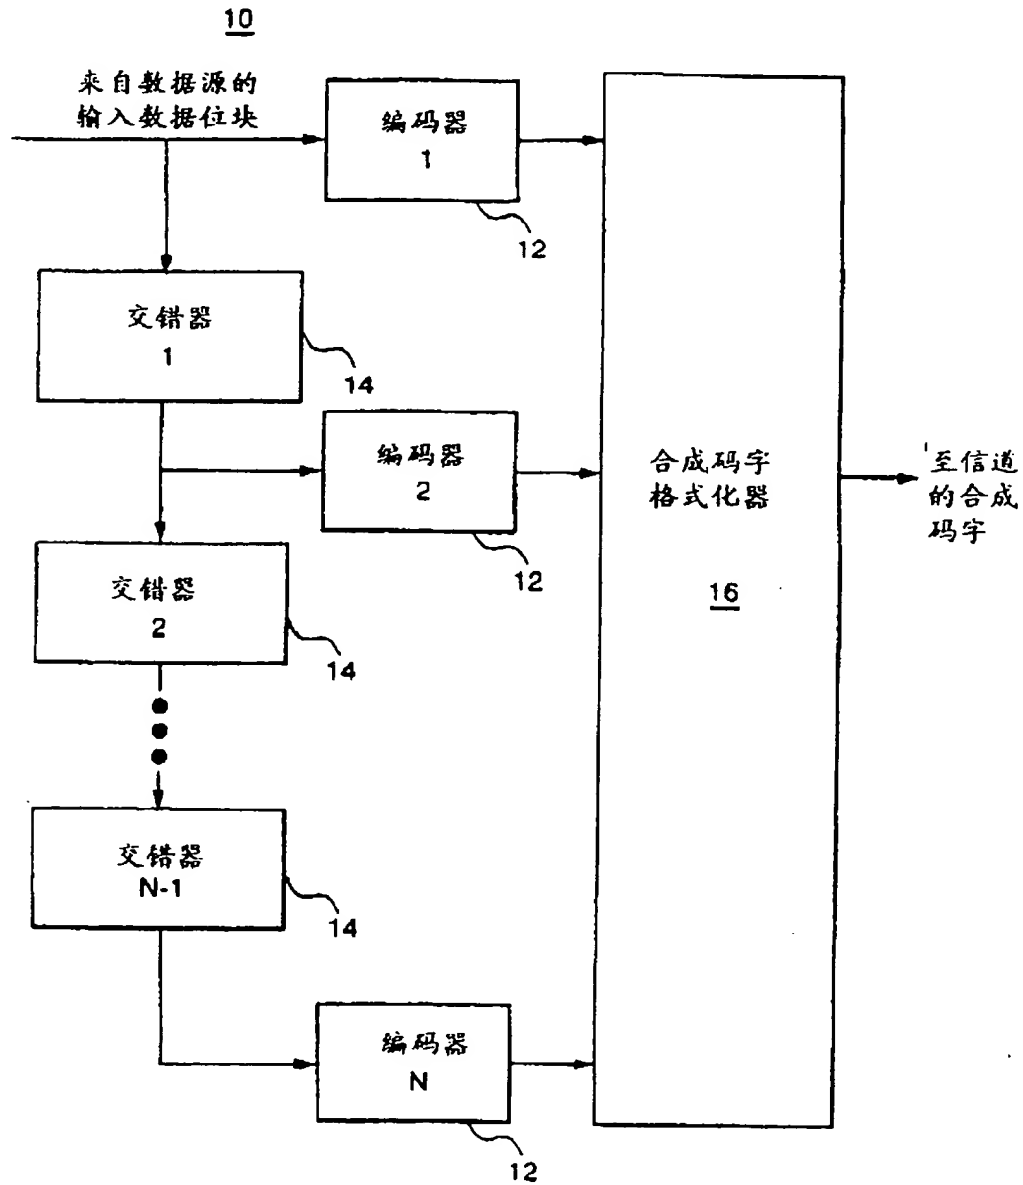 10
来自数据源的
输入数据位块
编码器
1
12
交错器
1
14
编码器
2
12
合成码字
格式化器
16
至信道
的合成
码字
交错器
2
14
交错器
N-1
14
编码器
N
12